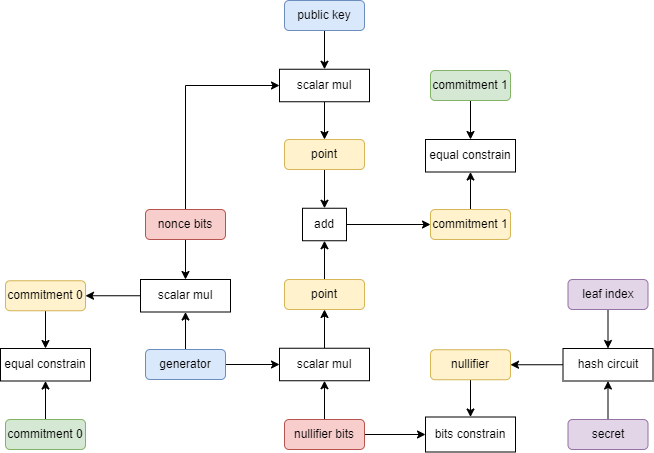 public key
scalar mul
commitment 1
point
equal constrain
nonce bits
add
commitment 1
commitment 0
scalar mul
point
leaf index
equal constrain
generator
scalar mul
nullifier
hash circuit
commitment 0
nullifier bits
bits constrain
secret